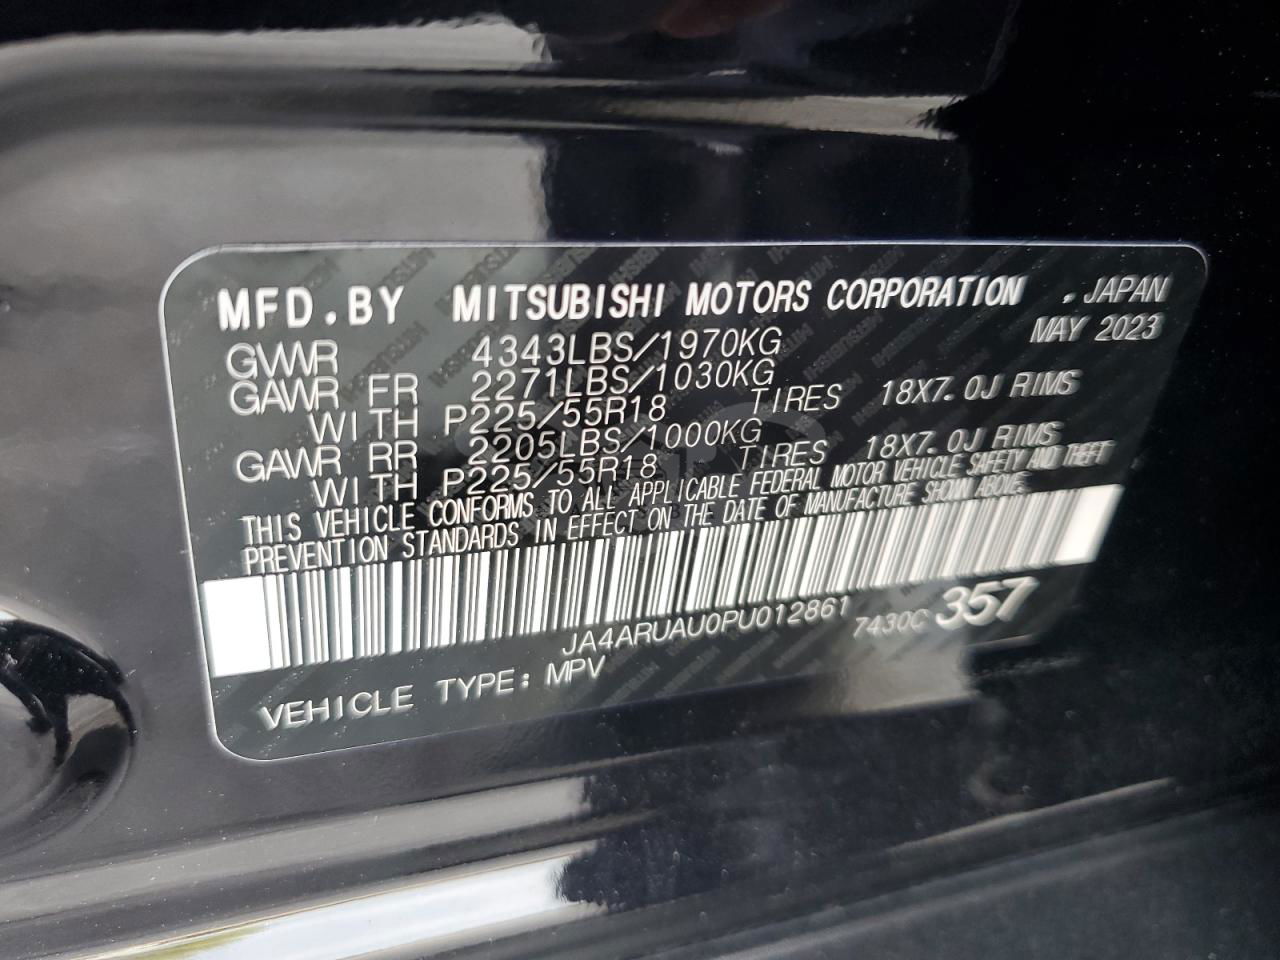 MFD.BY MITSUBISHI MOTORS CORPORATION .JAPAN
MAY 2023
GVWR 4343LBS/1970KG
GAWR FR 2271LBS/1030KG
WITH P225/55R18 TIRES 18X7.0J RIMS
GAWR RR 2205LBS/1000KG
WITH P225/55R18 TIRES 18X7.0J RIMS
THIS VEHICLE CONFORMS TO ALL APPLICABLE FEDERAL MOTOR VEHICLE SAFETY AND THEFT
PREVENTION STANDARDS IN EFFECT ON THE DATE OF MANUFACTURE SHOWN ABOVE.
JA4ARUAU0PU012861 7430C 357
VEHICLE TYPE: MPV